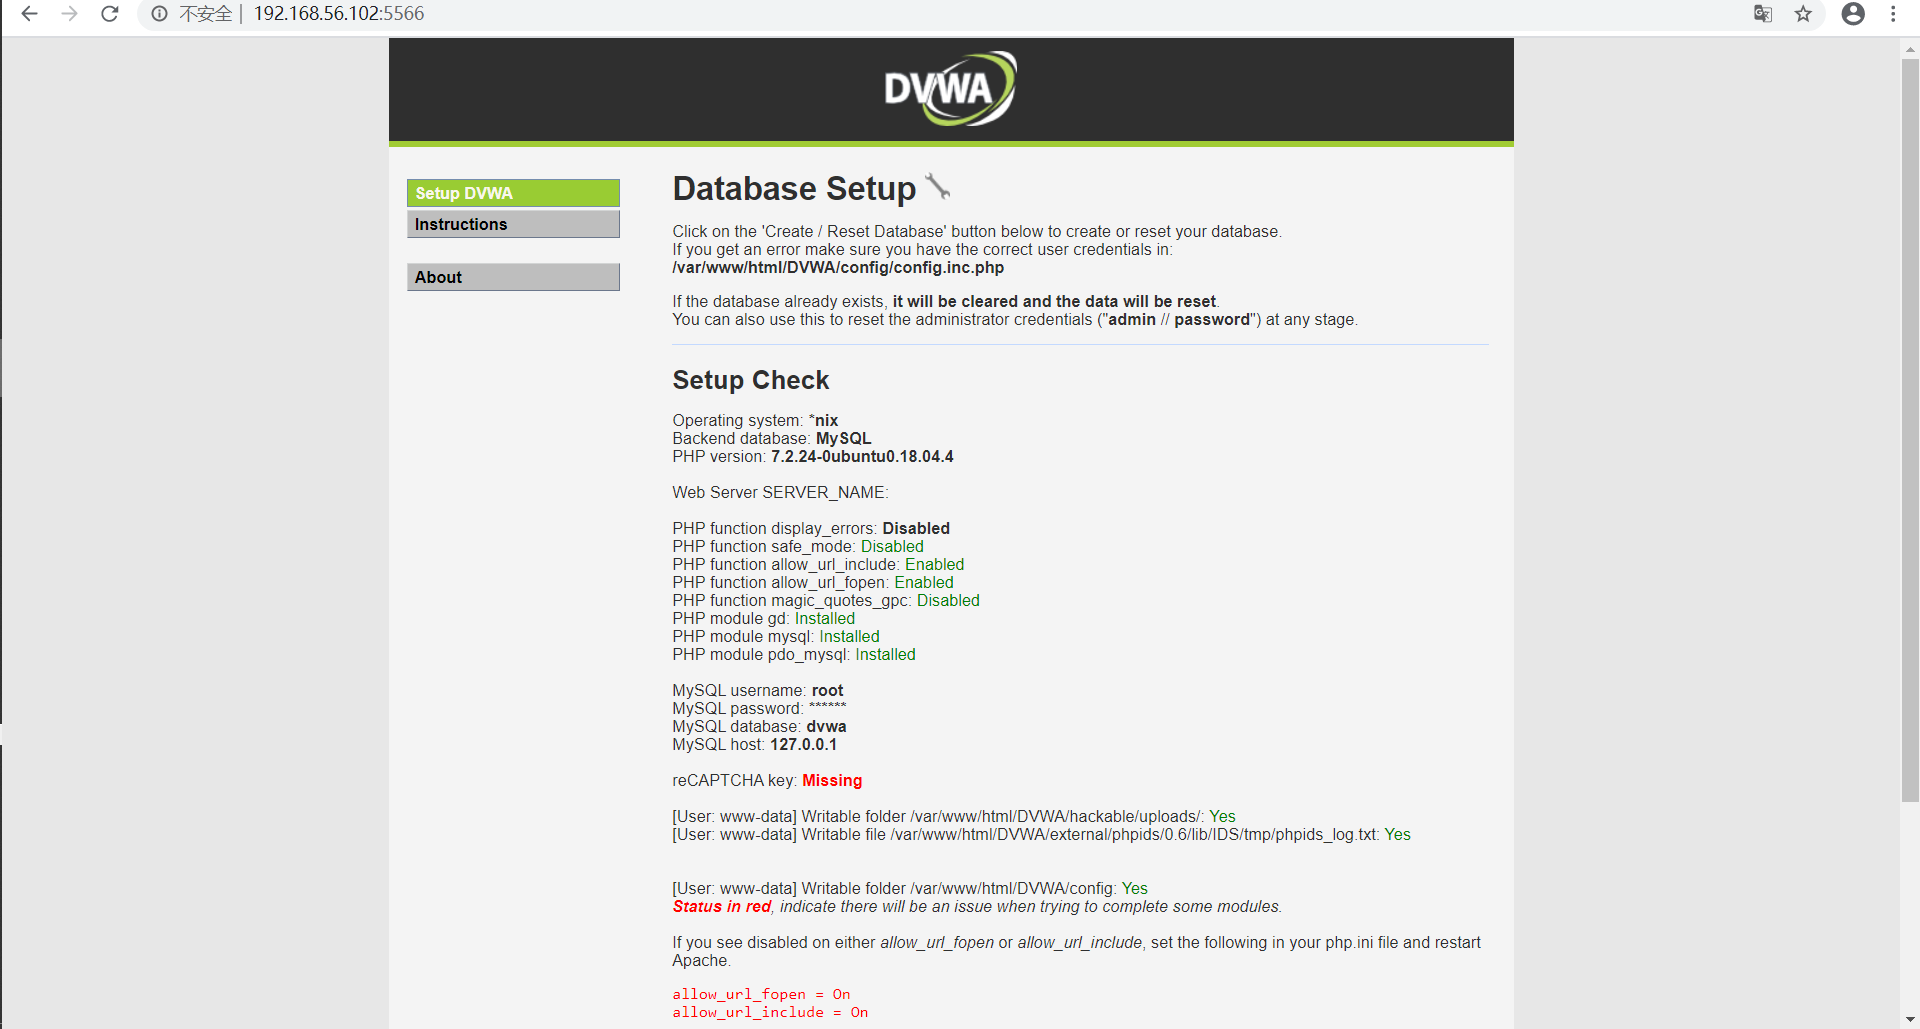 不安全 | 192.168.56.102:5566
DVWA
Setup DVWA
Instructions
About
Database Setup
Click on the 'Create / Reset Database' button below to create or reset your database.
If you get an error make sure you have the correct user credentials in:
/var/www/html/DVWA/config/config.inc.php
If the database already exists, it will be cleared and the data will be reset.
You can also use this to reset the administrator credentials ("admin // password") at any stage.
Setup Check
Operating system: *nix
Backend database: MySQL
PHP version: 7.2.24-0ubuntu0.18.04.4
Web Server SERVER_NAME:
PHP function display_errors: Disabled
PHP function safe_mode: Disabled
PHP function allow_url_include: Enabled
PHP function allow_url_fopen: Enabled
PHP function magic_quotes_gpc: Disabled
PHP module gd: Installed
PHP module mysql: Installed
PHP module pdo_mysql: Installed
MySQL username: root
MySQL password: ******
MySQL database: dvwa
MySQL host: 127.0.0.1
reCAPTCHA key: Missing
[User: www-data] Writable folder /var/www/html/DVWA/hackable/uploads/: Yes
[User: www-data] Writable file /var/www/html/DVWA/external/phpids/0.6/lib/IDS/tmp/phpids_log.txt: Yes
[User: www-data] Writable folder /var/www/html/DVWA/config: Yes
Status in red, indicate there will be an issue when trying to complete some modules.
If you see disabled on either allow_url_fopen or allow_url_include, set the following in your php.ini file and restart
Apache.
allow_url_fopen = On
allow_url_include = On